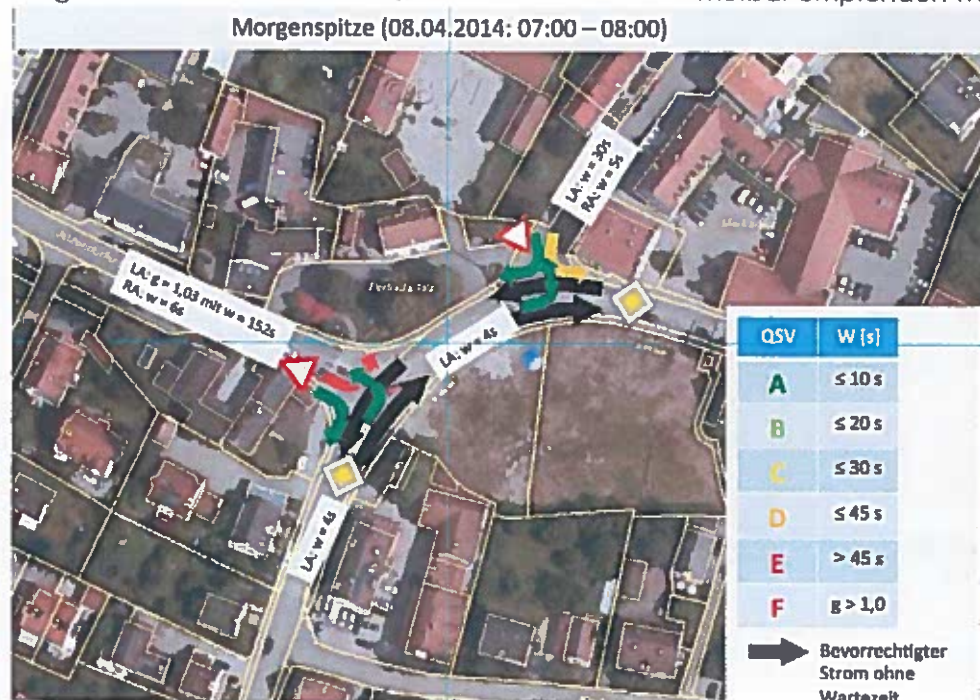 Morgenspitze (08.04.2014: 07:00 – 08:00)
LA: w = 30s
RA: w = 5s
LA: g = 1,03 mit w = 152s
RA: w = 6s
LA: w = 4s
LA: w = 4s
QSV W [s]
A ≤ 10 s
B ≤ 20 s
C ≤ 30 s
D ≤ 45 s
E > 45 s
F g > 1,0
Bevorrechtigter
Strom ohne
Wartezeit